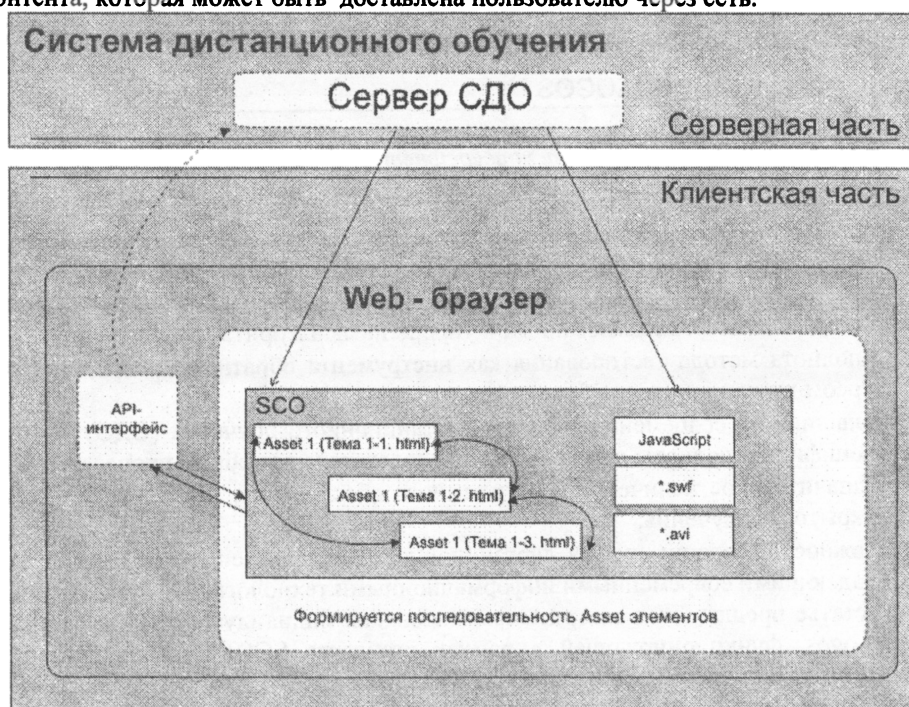 которая может быть доставлена пользователю через сеть.
Система дистанционного обучения
Сервер СДО
Серверная часть
Клиентская часть
Web - браузер
API-
интерфейс
SCO
Asset 1 (Тема 1-1. html)
Asset 1 (Тема 1-2. html)
Asset 1 (Тема 1-3. html)
JavaScript
*.swf
*.avi
Формируется последовательность Asset элементов